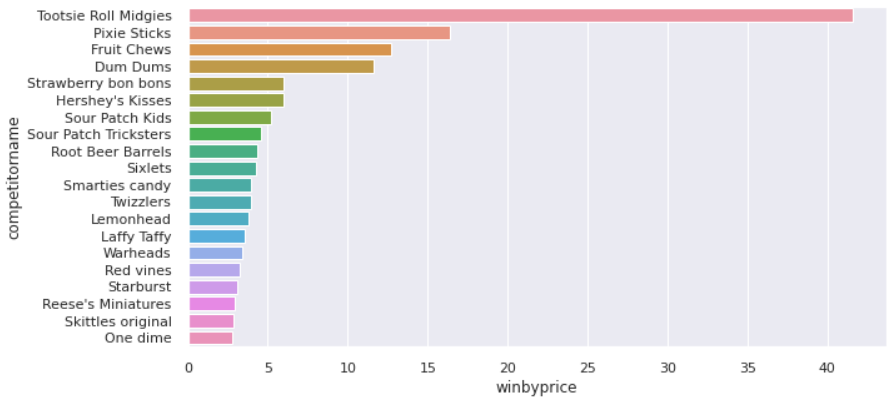 Tootsie Roll Midgies
Pixie Sticks
Fruit Chews
Dum Dums
Strawberry bon bons
Hershey's Kisses
Sour Patch Kids
Sour Patch Tricksters
Root Beer Barrels
Sixlets
Smarties candy
Twizzlers
Lemonhead
Laffy Taffy
Warheads
Red vines
Starburst
Reese's Miniatures
Skittles original
One dime
competitorname
0 5 10 15 20 25 30 35 40
winbyprice